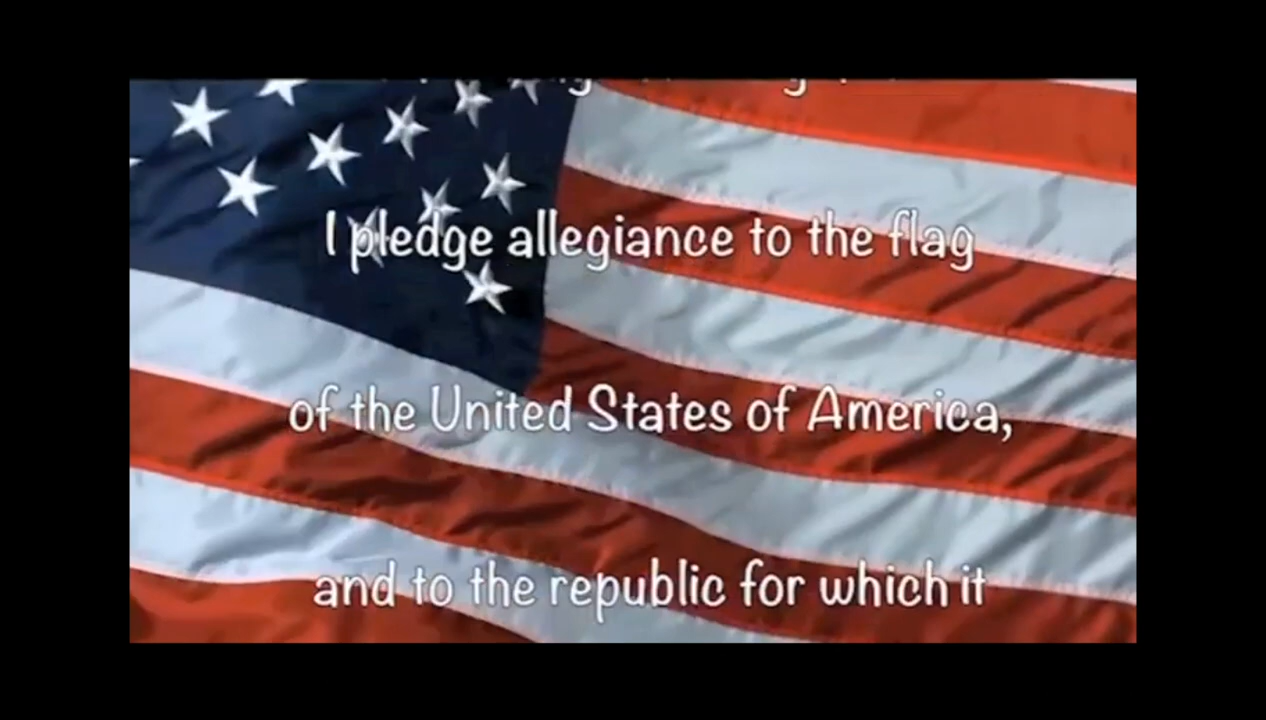 I pledge allegiance to the flag
of the United States of America,
and to the republic for which it